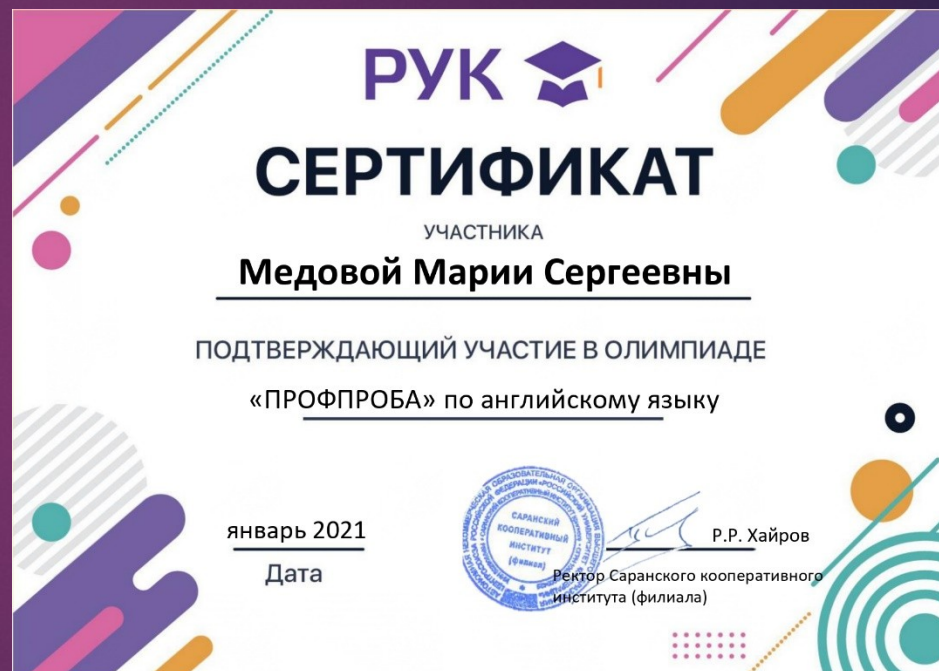 РУК
СЕРТИФИКАТ
УЧАСТНИКА
Медовой Марии Сергеевны
ПОДТВЕРЖДАЮЩИЙ УЧАСТИЕ В ОЛИМПИАДЕ
«ПРОФПРОБА» по английскому языку
январь 2021
Дата
САРАНСКИЙ
КООПЕРАТИВНЫЙ
ИНСТИТУТ
(филиал)
Р.Р. Хайров
Ректор Саранского кооперативного
института (филиала)